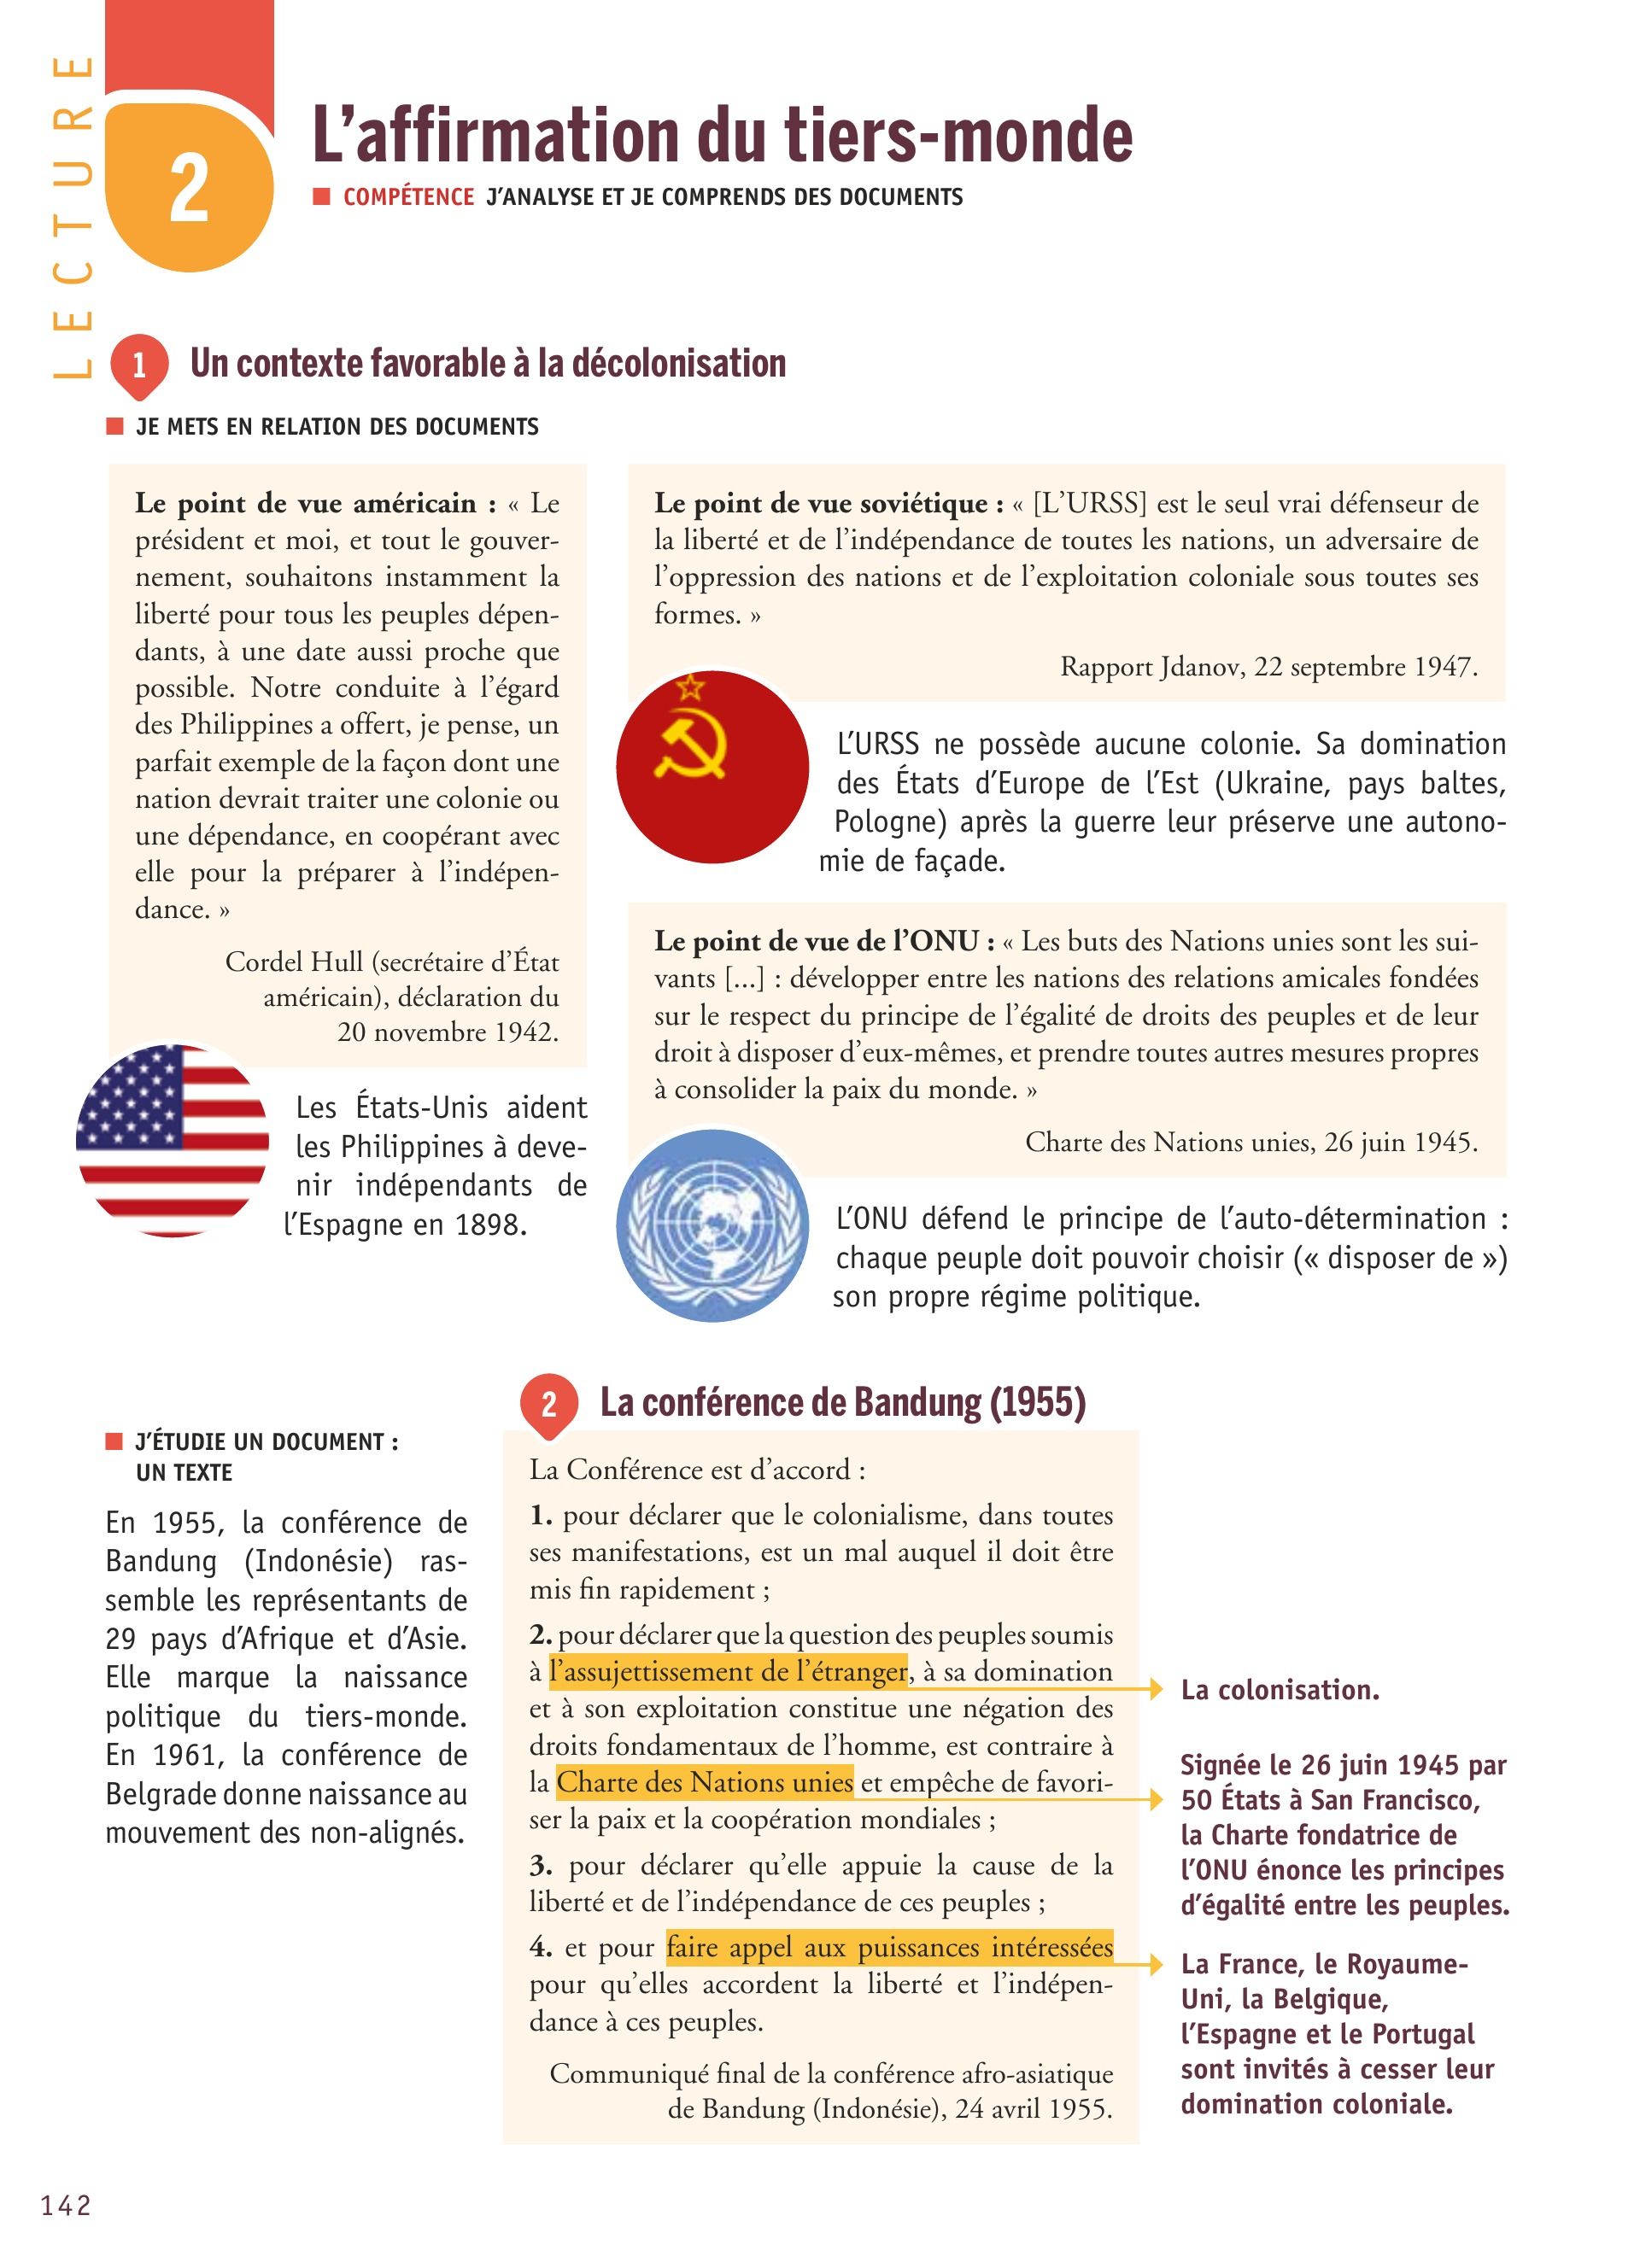 LECTURE
2
L'affirmation du tiers-monde
COMPÉTENCE J'ANALYSE ET JE COMPRENDS DES DOCUMENTS
1 Un contexte favorable à la décolonisation
JE METS EN RELATION DES DOCUMENTS
Le point de vue américain : « Le
président et moi, et tout le gouver-
nement, souhaitons instamment la
liberté pour tous les peuples dépen-
dants, à une date aussi proche que
possible. Notre conduite à l'égard
des Philippines a offert, je pense, un
parfait exemple de la façon dont une
nation devrait traiter une colonie ou
une dépendance, en coopérant avec
elle pour la préparer à l'indépen-
dance. »
Cordel Hull (secrétaire d'État
américain), déclaration du
20 novembre 1942.
Les États-Unis aident
les Philippines à deve-
nir indépendants de
l'Espagne en 1898.
Le point de vue soviétique : « [L'URSS] est le seul vrai défenseur de
la liberté et de l'indépendance de toutes les nations, un adversaire de
l'oppression des nations et de l'exploitation coloniale sous toutes ses
formes. »
Rapport Jdanov, 22 septembre 1947.
L'URSS ne possède aucune colonie. Sa domination
des États d'Europe de l'Est (Ukraine, pays baltes,
Pologne) après la guerre leur préserve une autono-
mie de façade.
Le point de vue de l'ONU : « Les buts des Nations unies sont les sui-
vants [...] : développer entre les nations des relations amicales fondées
sur le respect du principe de l'égalité de droits des peuples et de leur
droit à disposer d'eux-mêmes, et prendre toutes autres mesures propres
à consolider la paix du monde. »
Charte des Nations unies, 26 juin 1945.
L'ONU défend le principe de l'auto-détermination :
chaque peuple doit pouvoir choisir (« disposer de »)
son propre régime politique.
2 La conférence de Bandung (1955)
J'ÉTUDIE UN DOCUMENT :
UN TEXTE
En 1955, la conférence de
Bandung (Indonésie) ras-
semble les représentants de
29 pays d'Afrique et d'Asie.
Elle marque la naissance
politique du tiers-monde.
En 1961, la conférence de
Belgrade donne naissance au
mouvement des non-alignés.
La Conférence est d'accord :
1. pour déclarer que le colonialisme, dans toutes
ses manifestations, est un mal auquel il doit être
mis fin rapidement ;
2. pour déclarer que la question des peuples soumis
à l'assujettissement de l'étranger, à sa domination
et à son exploitation constitue une négation des
droits fondamentaux de l'homme, est contraire à
la Charte des Nations unies et empêche de favori-
ser la paix et la coopération mondiales ;
3. pour déclarer qu'elle appuie la cause de la
liberté et de l'indépendance de ces peuples ;
4. et pour faire appel aux puissances intéressées
pour qu'elles accordent la liberté et l'indépen-
dance à ces peuples.
Communiqué final de la conférence afro-asiatique
de Bandung (Indonésie), 24 avril 1955.
La colonisation.
Signée le 26 juin 1945 par
50 États à San Francisco,
la Charte fondatrice de
l'ONU énonce les principes
d'égalité entre les peuples.
La France, le Royaume-
Uni, la Belgique,
l'Espagne et le Portugal
sont invités à cesser leur
domination coloniale.
142